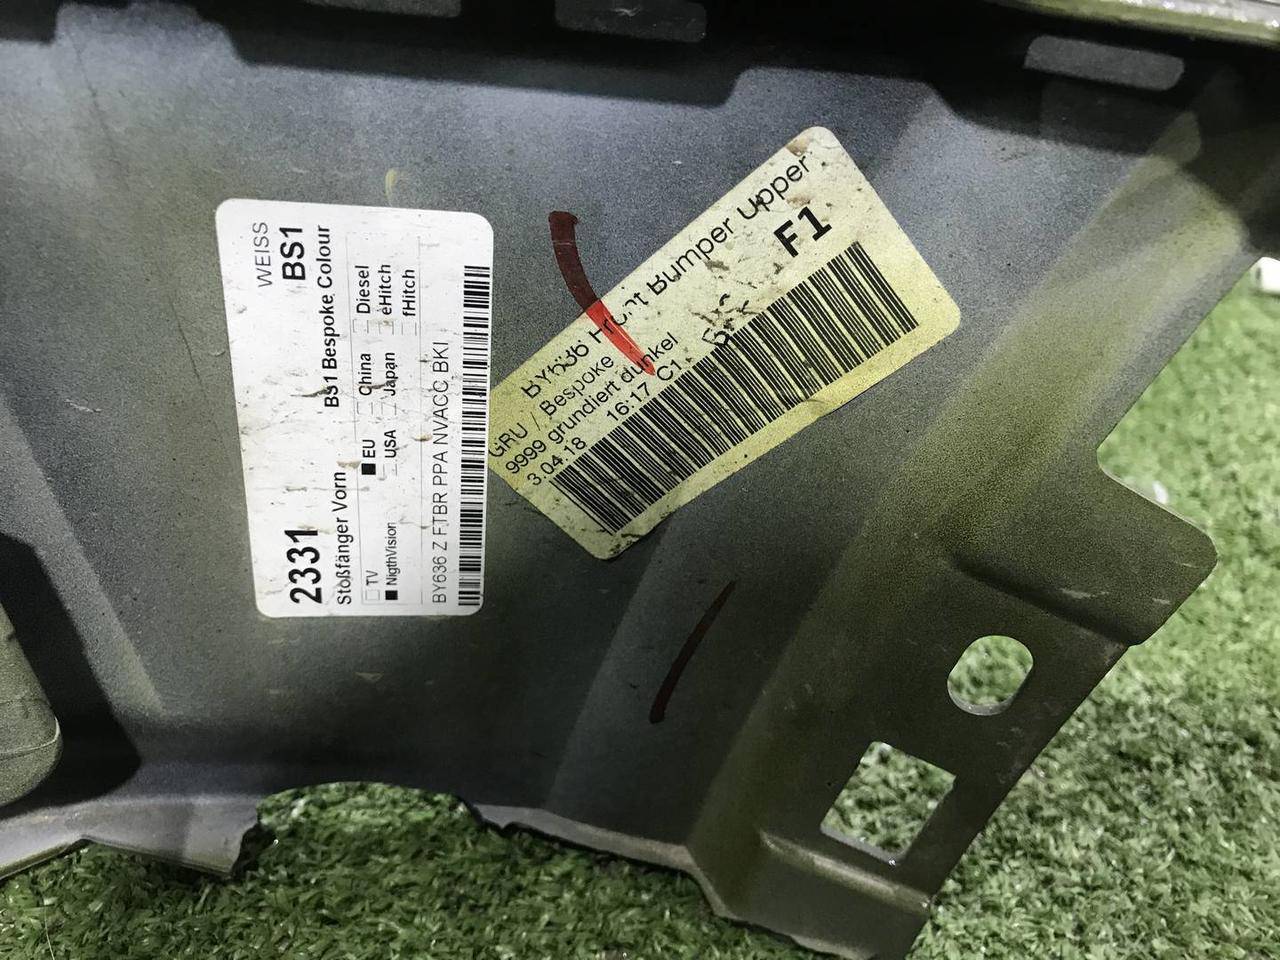 WEISS
BS1
BS1 Bespoke Colour
2331
Stoßfänger Vorn
TV EU China Diesel
NigthVision USA Japan eHitch
fHitch
BY636 Z FTBR PPA NVACC BKI
BY636 Front Bumper upper
F1
GRU / Bespoke
9999 grundiert dunkel
3.04.18 16:17 C1